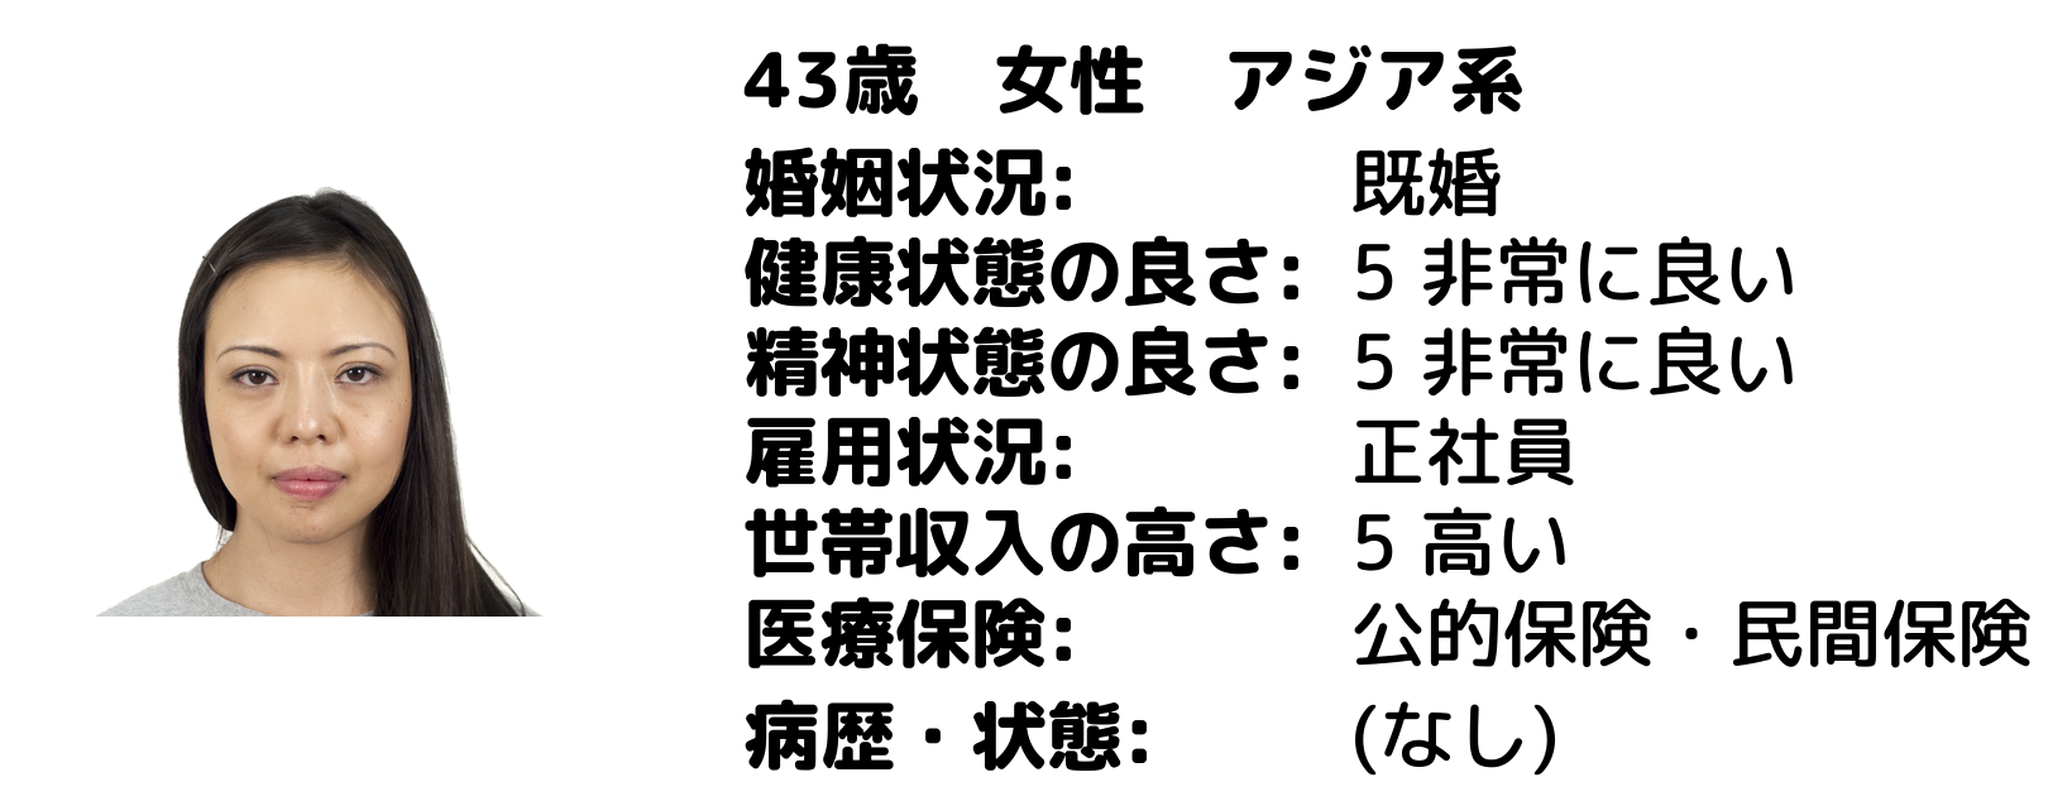 43歳　女性　アジア系
婚姻状況: 既婚
健康状態の良さ: 5 非常に良い
精神状態の良さ: 5 非常に良い
雇用状況: 正社員
世帯収入の高さ: 5 高い
医療保険: 公的保険・民間保険
病歴・状態: (なし)